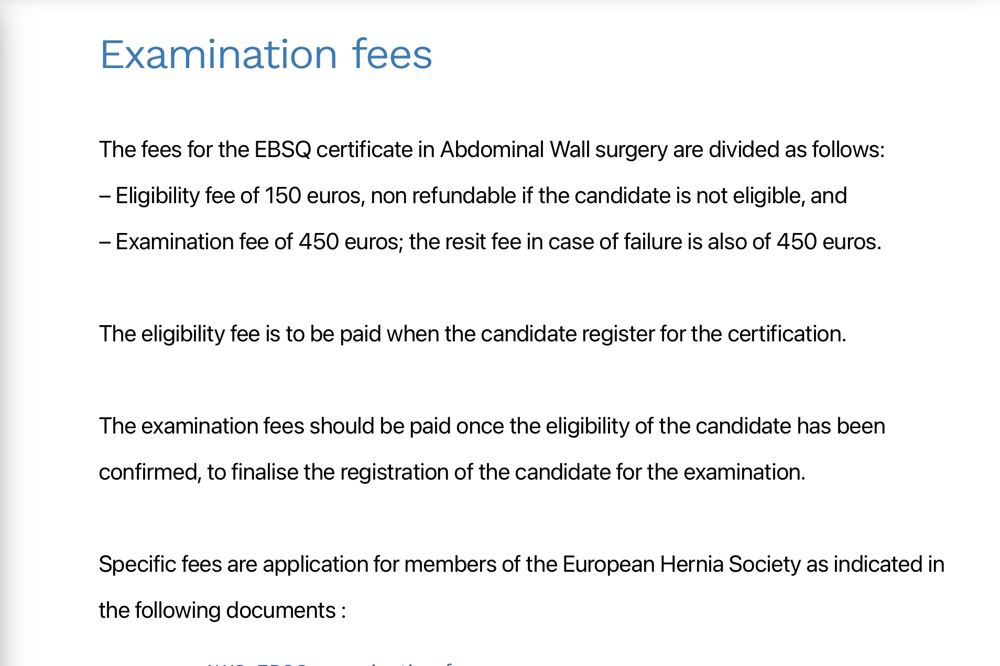 Examination fees
The fees for the EBSQ certificate in Abdominal Wall surgery are divided as follows:
– Eligibility fee of 150 euros, non refundable if the candidate is not eligible, and
– Examination fee of 450 euros; the resit fee in case of failure is also of 450 euros.
The eligibility fee is to be paid when the candidate register for the certification.
The examination fees should be paid once the eligibility of the candidate has been
confirmed, to finalise the registration of the candidate for the examination.
Specific fees are application for members of the European Hernia Society as indicated in
the following documents :